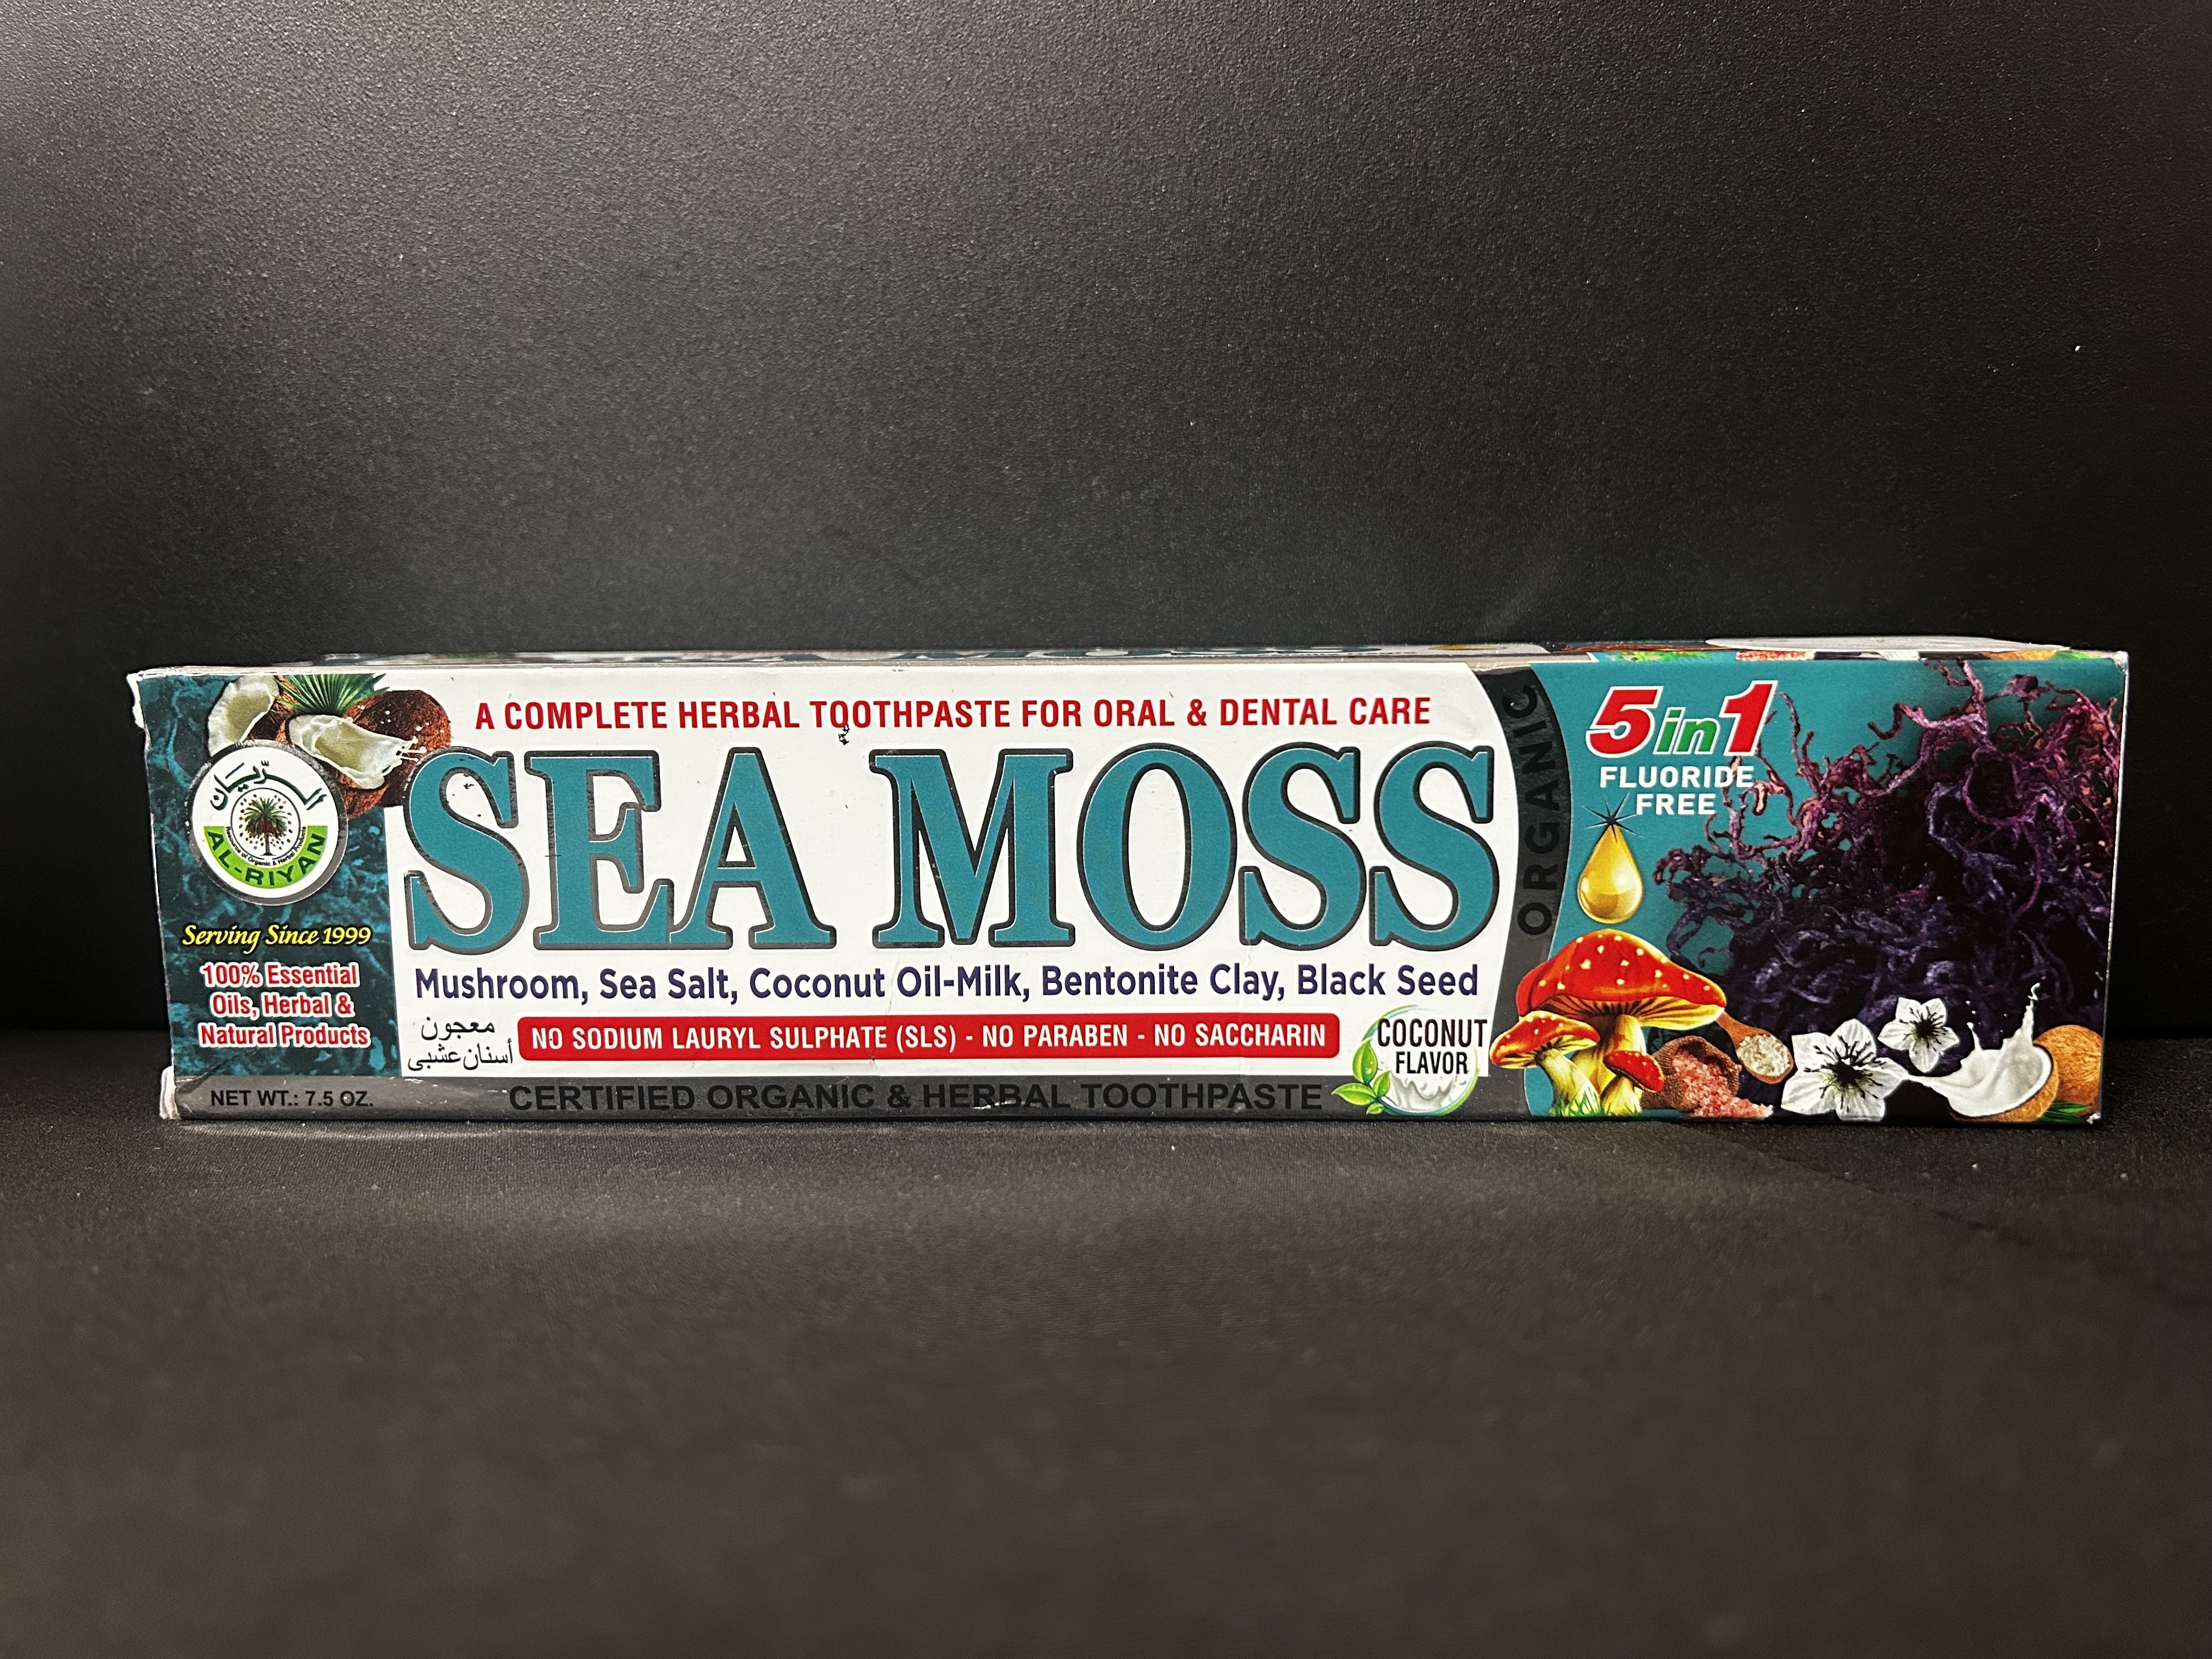 الريان
AL-RIYAN
Serving Since 1999
100% Essential
Oils, Herbal &
Natural Products
NET WT.: 7.5 OZ.
A COMPLETE HERBAL TOOTHPASTE FOR ORAL & DENTAL CARE
SEA MOSS
Mushroom, Sea Salt, Coconut Oil-Milk, Bentonite Clay, Black Seed
معجون
أسنان عشبى
NO SODIUM LAURYL SULPHATE (SLS) - NO PARABEN - NO SACCHARIN
COCONUT
FLAVOR
CERTIFIED ORGANIC & HERBAL TOOTHPASTE
ORGANIC
5 in 1
FLUORIDE
FREE